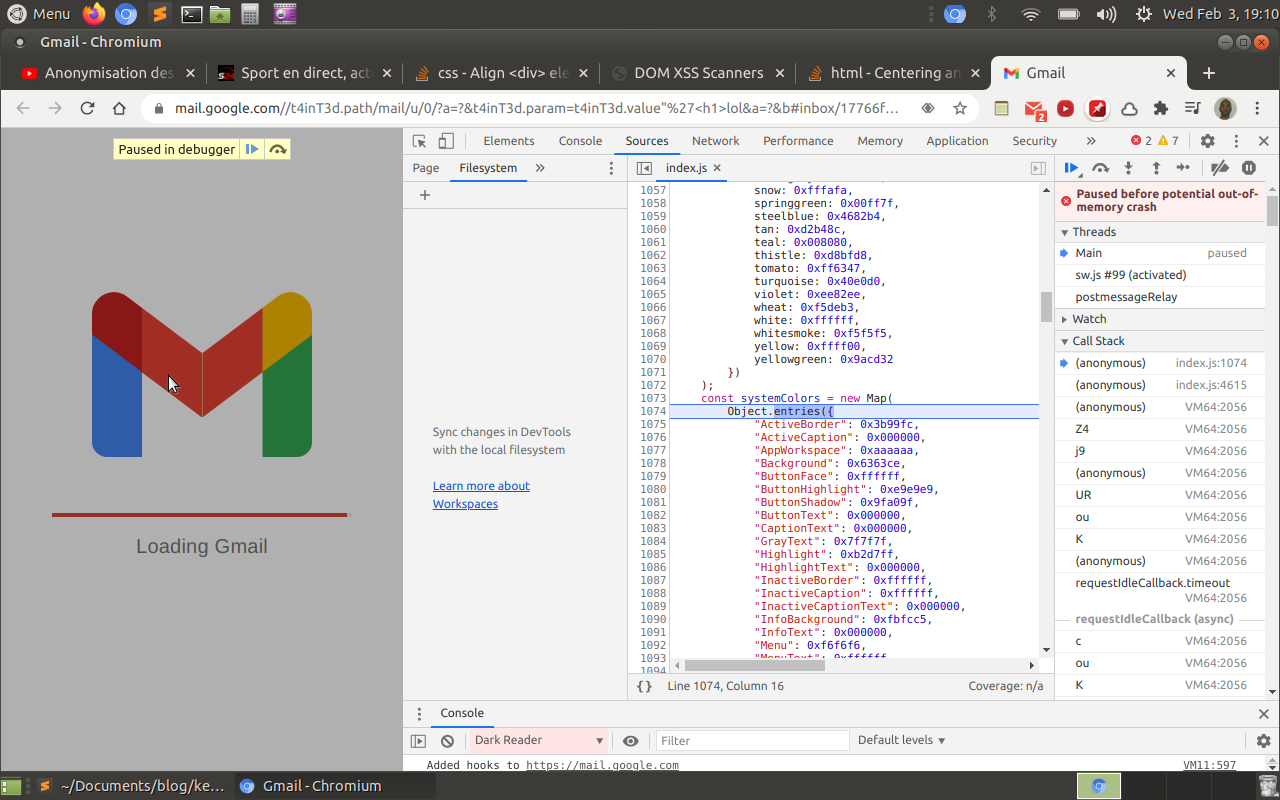 Menu
Wed Feb 3, 19:10
Gmail - Chromium
Anonymisation des
Sport en direct, act
css - Align <div> ele
DOM XSS Scanners
html - Centering an
Gmail
mail.google.com//t4inT3d.path/mail/u/0/?a=?&t4inT3d.param=t4inT3d.value"%27<h1>lol&a=?&b#inbox/17766f...
2
Paused in debugger
Loading Gmail
Elements Console Sources Network Performance Memory Application Security » 2 7
Page Filesystem »
index.js
Sync changes in DevTools
with the local filesystem
Learn more about
Workspaces
1057 snow: 0xfffafa,
1058 springgreen: 0x00ff7f,
1059 steelblue: 0x4682b4,
1060 tan: 0xd2b48c,
1061 teal: 0x008080,
1062 thistle: 0xd8bfd8,
1063 tomato: 0xff6347,
1064 turquoise: 0x40e0d0,
1065 violet: 0xee82ee,
1066 wheat: 0xf5deb3,
1067 white: 0xffffff,
1068 whitesmoke: 0xf5f5f5,
1069 yellow: 0xffff00,
1070 yellowgreen: 0x9acd32
1071 })
1072 );
1073 const systemColors = new Map(
1074 Object.entries({
1075 "ActiveBorder": 0x3b99fc,
1076 "ActiveCaption": 0x000000,
1077 "AppWorkspace": 0xaaaaaa,
1078 "Background": 0x6363ce,
1079 "ButtonFace": 0xffffff,
1080 "ButtonHighlight": 0xe9e9e9,
1081 "ButtonShadow": 0x9fa09f,
1082 "ButtonText": 0x000000,
1083 "CaptionText": 0x000000,
1084 "GrayText": 0x7f7f7f,
1085 "Highlight": 0xb2d7ff,
1086 "HighlightText": 0x000000,
1087 "InactiveBorder": 0xffffff,
1088 "InactiveCaption": 0xffffff,
1089 "InactiveCaptionText": 0x000000,
1090 "InfoBackground": 0xfbfcc5,
1091 "InfoText": 0x000000,
1092 "Menu": 0xf6f6f6,
1093 "MenuText": 0xffffff,
1094
{} Line 1074, Column 16 Coverage: n/a
Paused before potential out-of-
memory crash
Threads
Main paused
sw.js #99 (activated)
postmessageRelay
Watch
Call Stack
(anonymous) index.js:1074
(anonymous) index.js:4615
(anonymous) VM64:2056
Z4 VM64:2056
j9 VM64:2056
(anonymous) VM64:2056
UR VM64:2056
ou VM64:2056
K VM64:2056
(anonymous) VM64:2056
requestIdleCallback.timeout
VM64:2056
requestIdleCallback (async)
c VM64:2056
ou VM64:2056
K VM64:2056
Console
Dark Reader Filter Default levels
Added hooks to https://mail.google.com VM11:597
~/Documents/blog/ke...
Gmail - Chromium